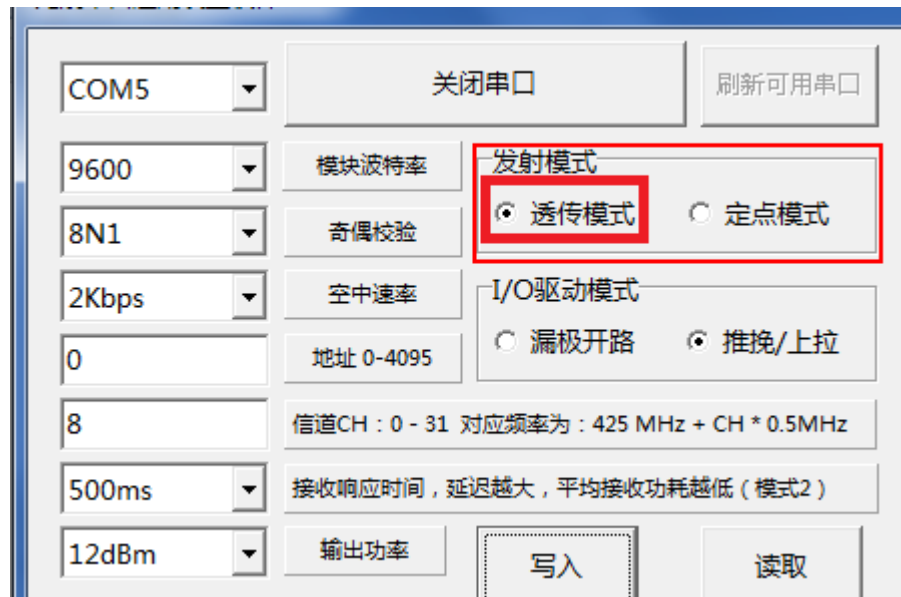 COM5
关闭串口
刷新可用串口
9600
模块波特率
发射模式
8N1
奇偶校验
透传模式
定点模式
2Kbps
空中速率
I/O驱动模式
0
地址 0-4095
漏极开路
推挽/上拉
8
信道CH：0 - 31 对应频率为：425 MHz + CH * 0.5MHz
500ms
接收响应时间，延迟越大，平均接收功耗越低（模式2）
12dBm
输出功率
写入
读取